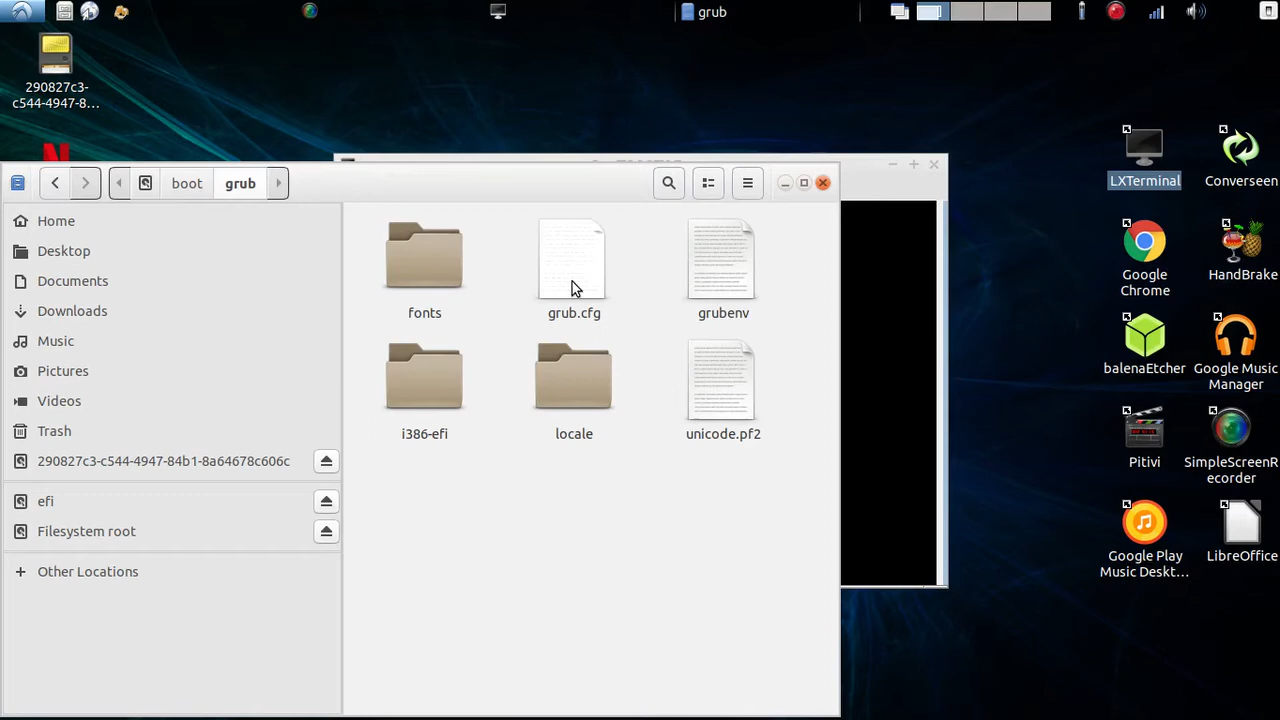 grub
290827c3-
c544-4947-8...
boot
grub
Home
Desktop
Documents
Downloads
Music
Pictures
Videos
Trash
290827c3-c544-4947-84b1-8a64678c606c
efi
Filesystem root
Other Locations
fonts
grub.cfg
grubenv
i386-efi
locale
unicode.pf2
LXTerminal
Converseen
Google
Chrome
HandBrake
balenaEtcher
Google Music
Manager
Pitivi
SimpleScreenR
ecorder
Google Play
Music Deskt...
LibreOffice